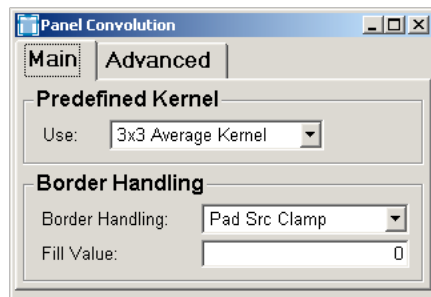 Panel Convolution
Main Advanced
Predefined Kernel
Use: 3x3 Average Kernel
Border Handling
Border Handling: Pad Src Clamp
Fill Value: 0